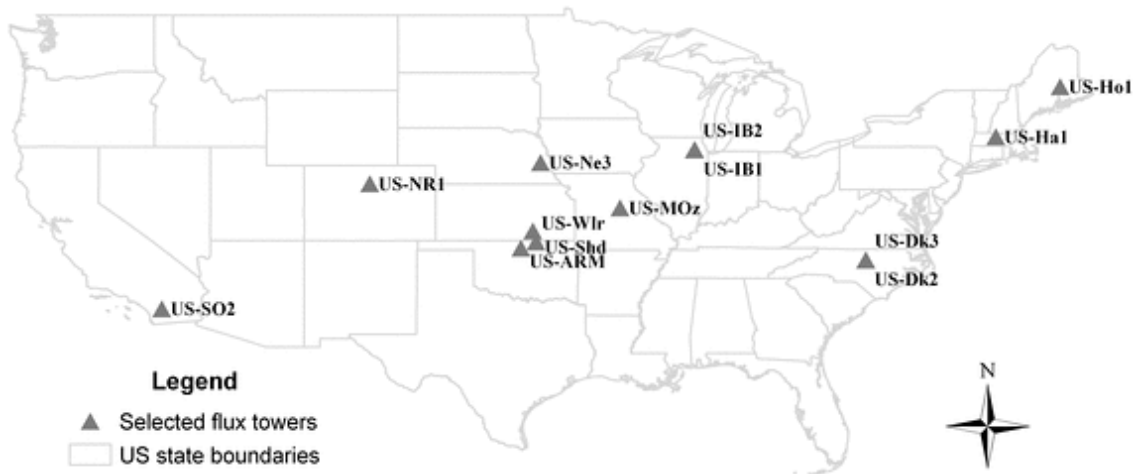 US-Ho1
US-IB2
US-Ha1
US-Ne3
US-IB1
US-NR1
US-MOz
US-Wlr
US-Shd
US-Dk3
US-ARM
US-Dk2
US-SO2
Legend
N
Selected flux towers
US state boundaries